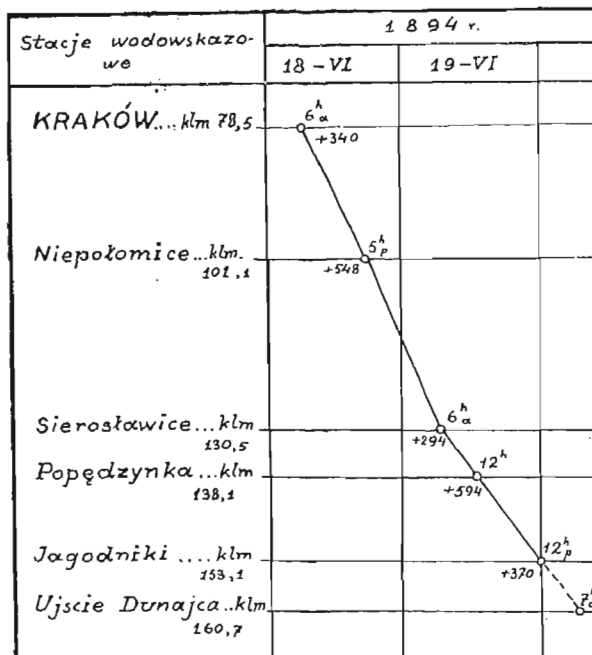 Stacje wodowskazo-
we
1894 r.
18-VI 19-VI
KRAKÓW.... klm 78,5
6h a
+340
Niepołomice...klm.
101,1
5h p
+548
Sierosławice...klm
130,5
6h a
+294
Popędzynka...klm
138,1
12h
+594
Jagodniki ....klm
153,1
12h p
+370
Ujscie Dunajca..klm
160,7